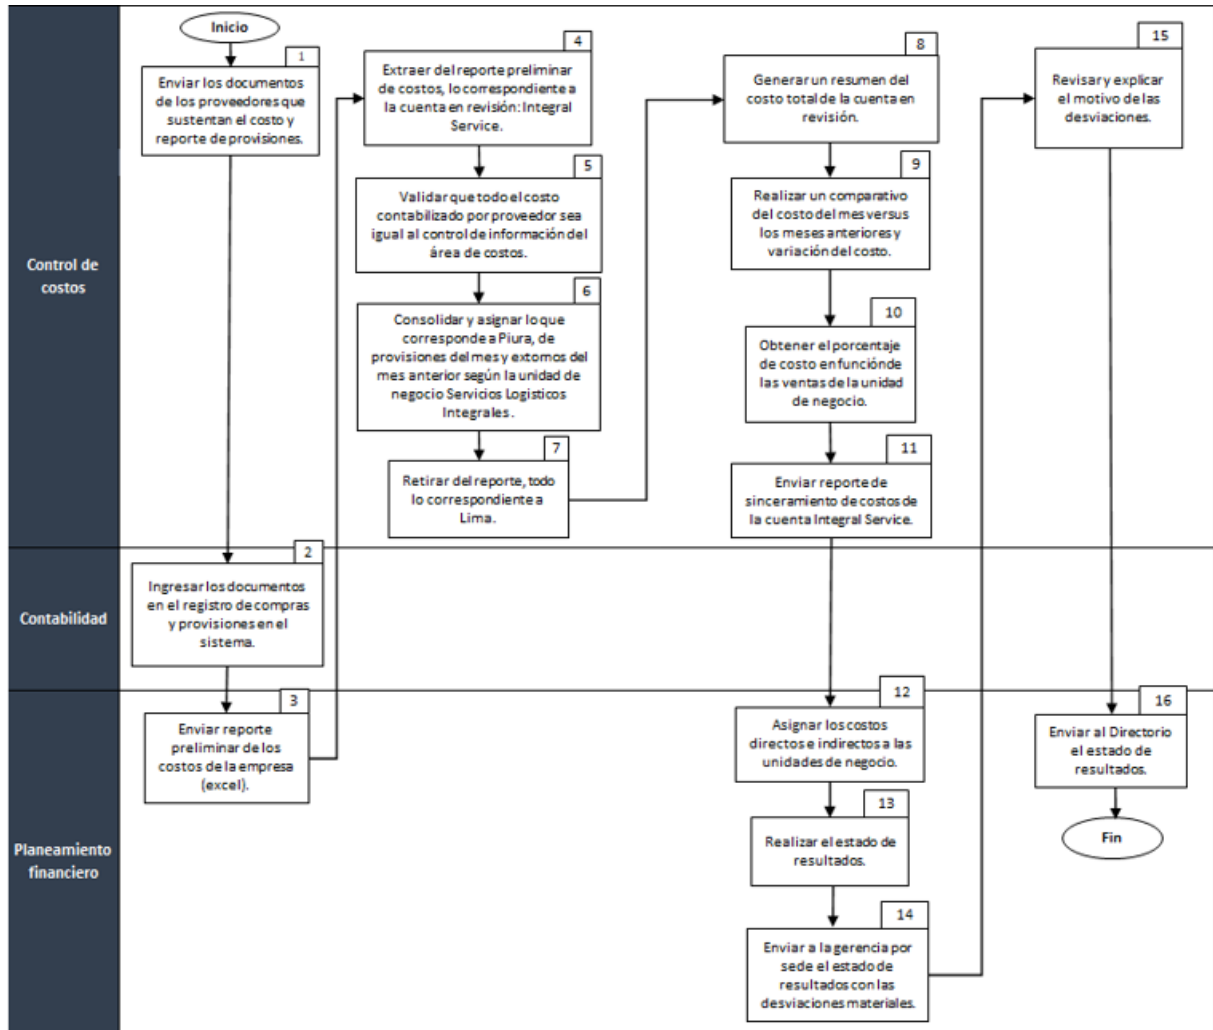 Inicio
1
Enviar los documentos
de los proveedores que
sustentan el costo y
reporte de provisiones.
4
Extraer del reporte preliminar
de costos, lo correspondiente
a la cuenta en revisión: Integral
Service.
5
Validar que todo el costo
contabilizado por proveedor sea
igual al control de información del
área de costos.
6
Consolidar y asignar lo que
corresponde a Piura, de
provisiones del mes y extornos del
mes anterior según la unidad de
negocio Servicios Logisticos
Integrales.
7
Retirar del reporte, todo
lo correspondiente a
Lima.
8
Generar un resumen del
costo total de la cuenta en
revisión.
9
Realizar un comparativo
del costo del mes versus
los meses anteriores y
variación del costo.
10
Obtener el porcentaje
de costo en funciónde
las ventas de la unidad
de negocio.
11
Enviar reporte de
sinceramiento de costos de
la cuenta Integral Service.
15
Revisar y explicar
el motivo de las
desviaciones.
Control de
costos
2
Ingresar los documentos
en el registro de compras
y provisiones en el
sistema.
Contabilidad
3
Enviar reporte
preliminar de los
costos de la empresa
(excel).
12
Asignar los costos
directos e indirectos a las
unidades de negocio.
13
Realizar el estado de
resultados.
14
Enviar a la gerencia por
sede el estado de
resultados con las
desviaciones materiales.
16
Enviar al Directorio
el estado de
resultados.
Fin
Planeamiento
financiero